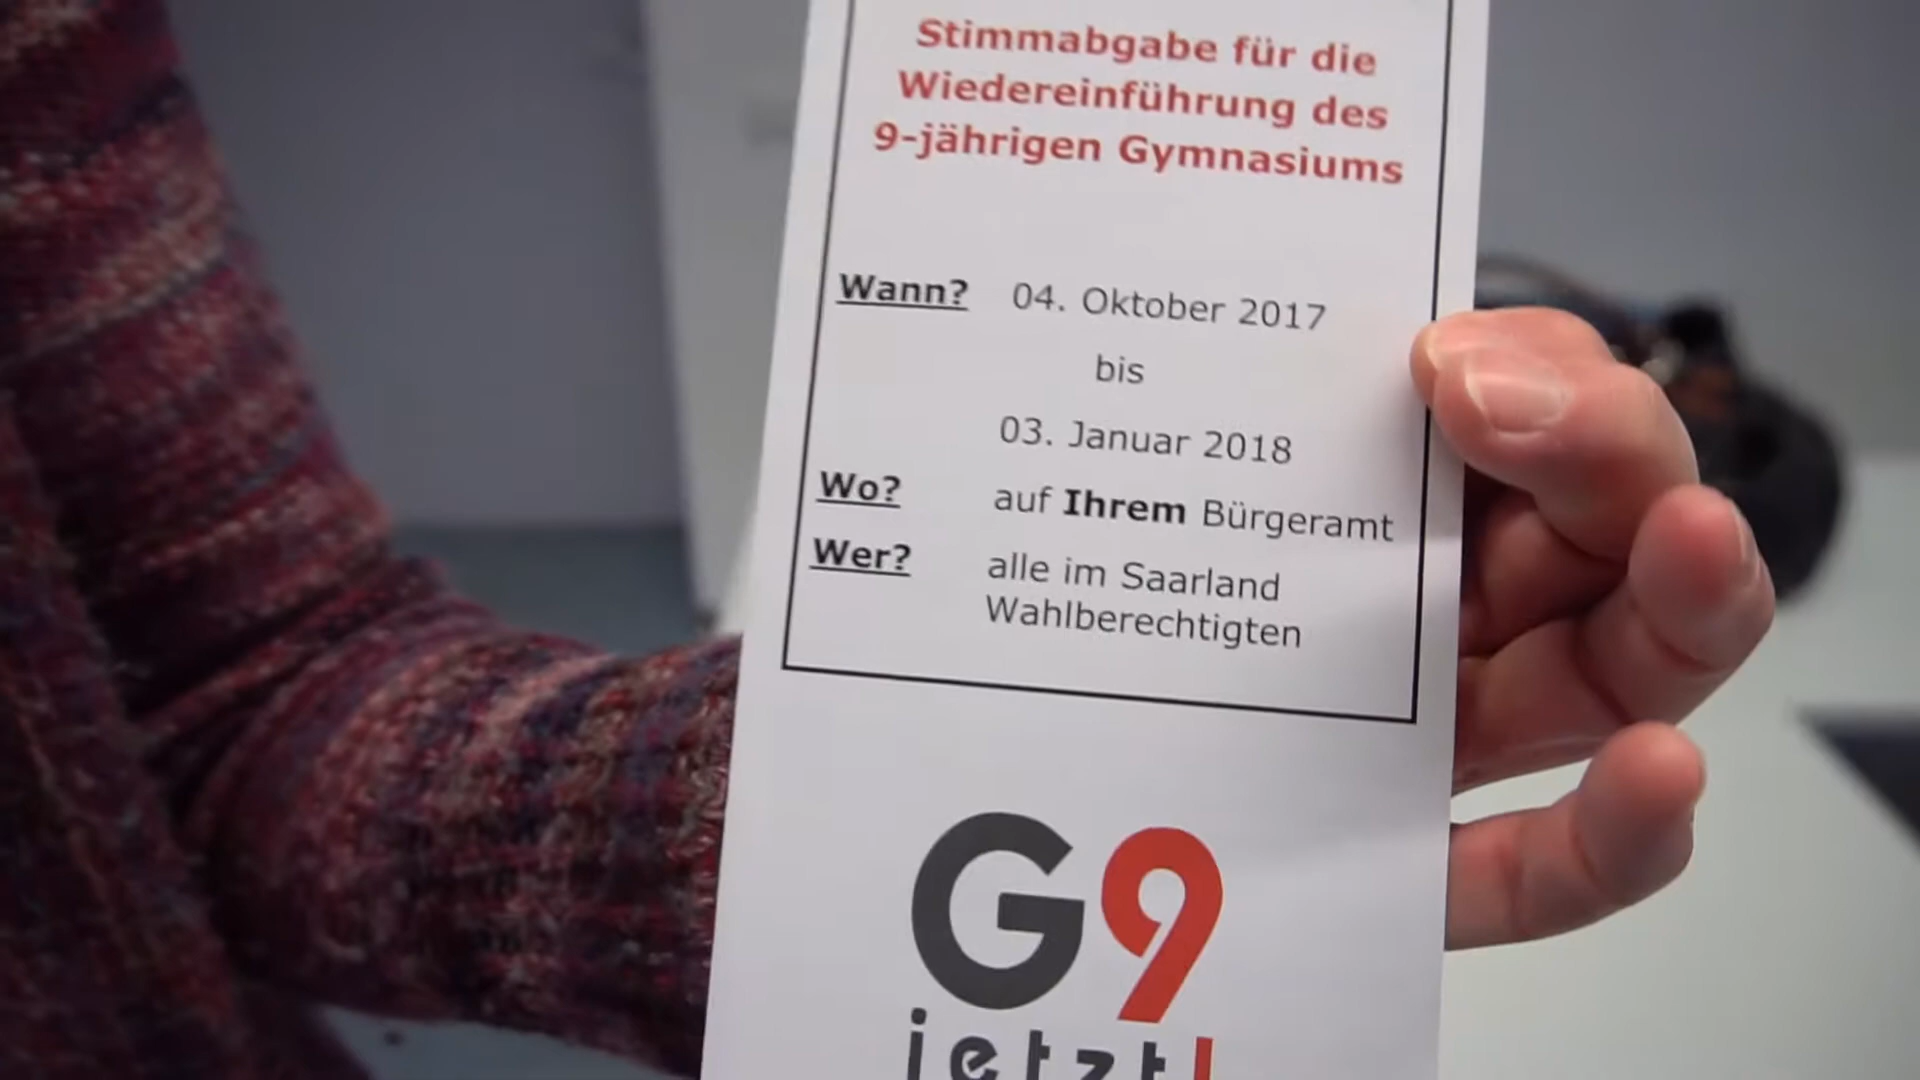 Stimmabgabe für die
Wiedereinführung des
9-jährigen Gymnasiums
Wann? 04. Oktober 2017
bis
03. Januar 2018
Wo? auf Ihrem Bürgeramt
Wer? alle im Saarland
Wahlberechtigten
G9
jetzt!